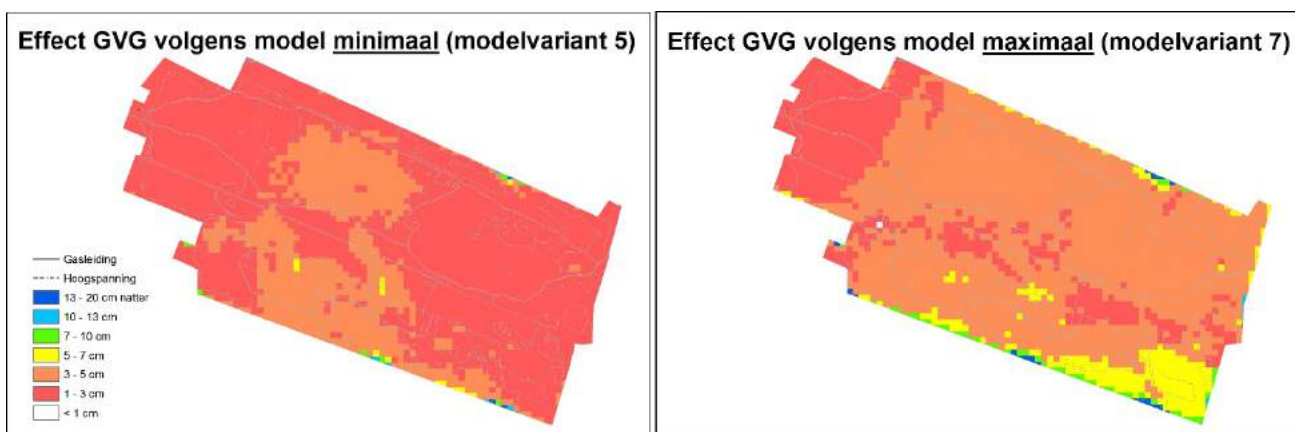 Effect GVG volgens model minimaal (modelvariant 5)
Effect GVG volgens model maximaal (modelvariant 7)
Gasleiding
Hoogspanning
13 - 20 cm natter
10 - 13 cm
7 - 10 cm
5 - 7 cm
3 - 5 cm
1 - 3 cm
< 1 cm